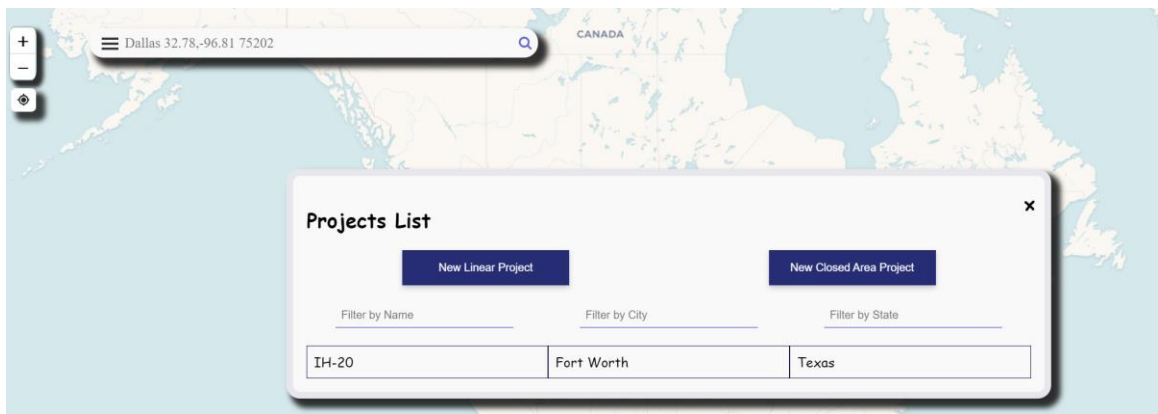 +
Dallas 32.78,-96.81 75202
CANADA
−
Projects List
×
New Linear Project
New Closed Area Project
Filter by Name
Filter by City
Filter by State
IH-20
Fort Worth
Texas